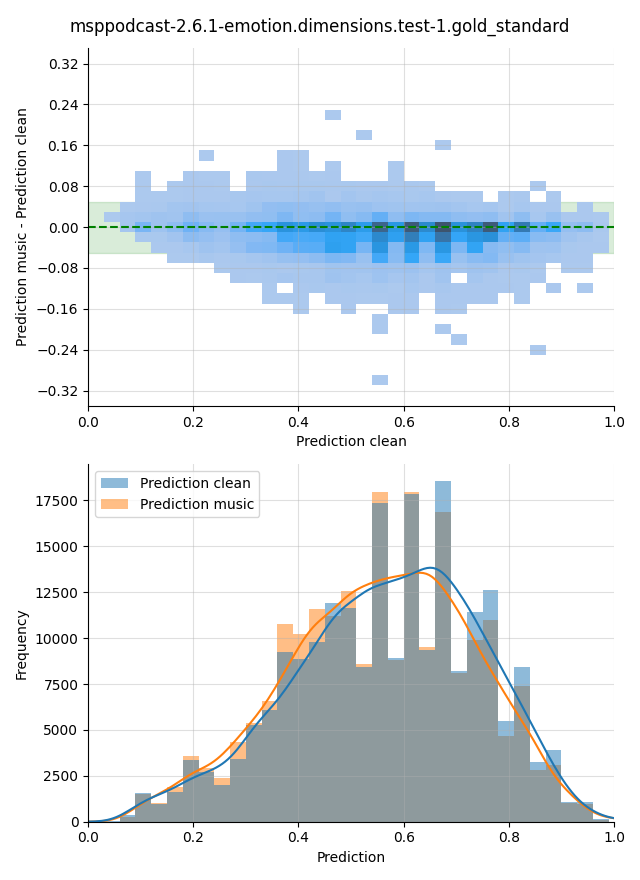 msppodcast-2.6.1-emotion.dimensions.test-1.gold_standard
0.32
0.24
0.16
0.08
0.00
−0.08
−0.16
−0.24
−0.32
Prediction music - Prediction clean
0.0 0.2 0.4 0.6 0.8 1.0
Prediction clean
Prediction clean
Prediction music
17500
15000
12500
10000
7500
5000
2500
0
Frequency
0.0 0.2 0.4 0.6 0.8 1.0
Prediction